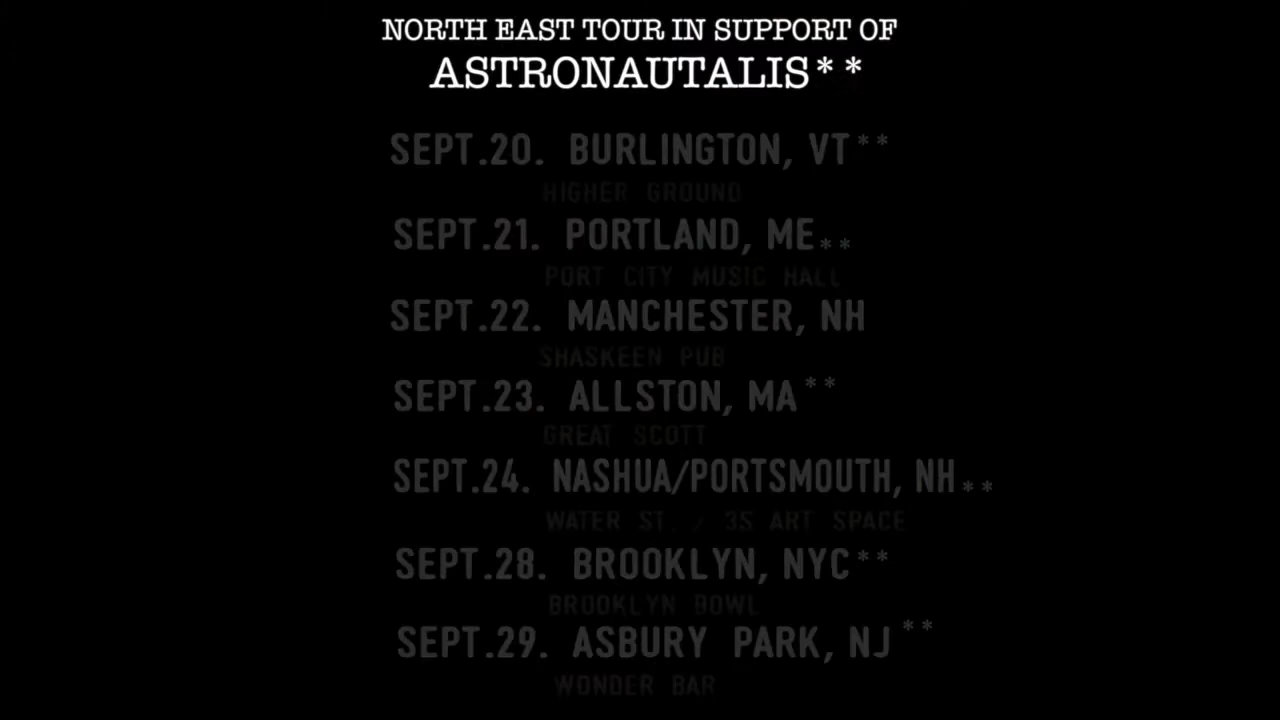 NORTH EAST TOUR IN SUPPORT OF
ASTRONAUTALIS**
SEPT.20. BURLINGTON, VT**
HIGHER GROUND
SEPT.21. PORTLAND, ME**
PORT CITY MUSIC HALL
SEPT.22. MANCHESTER, NH
SHASKEEN PUB
SEPT.23. ALLSTON, MA**
GREAT SCOTT
SEPT.24. NASHUA/PORTSMOUTH, NH**
WATER ST. / 3S ART SPACE
SEPT.28. BROOKLYN, NYC**
BROOKLYN BOWL
SEPT.29. ASBURY PARK, NJ**
WONDER BAR